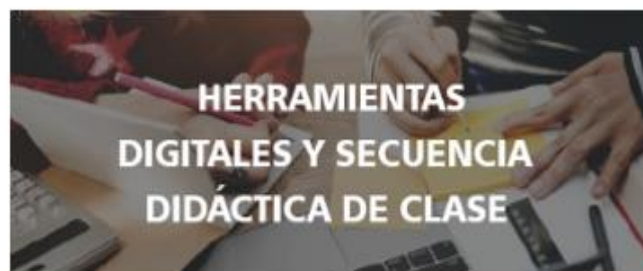 HERRAMIENTAS
DIGITALES Y SECUENCIA
DIDÁCTICA DE CLASE